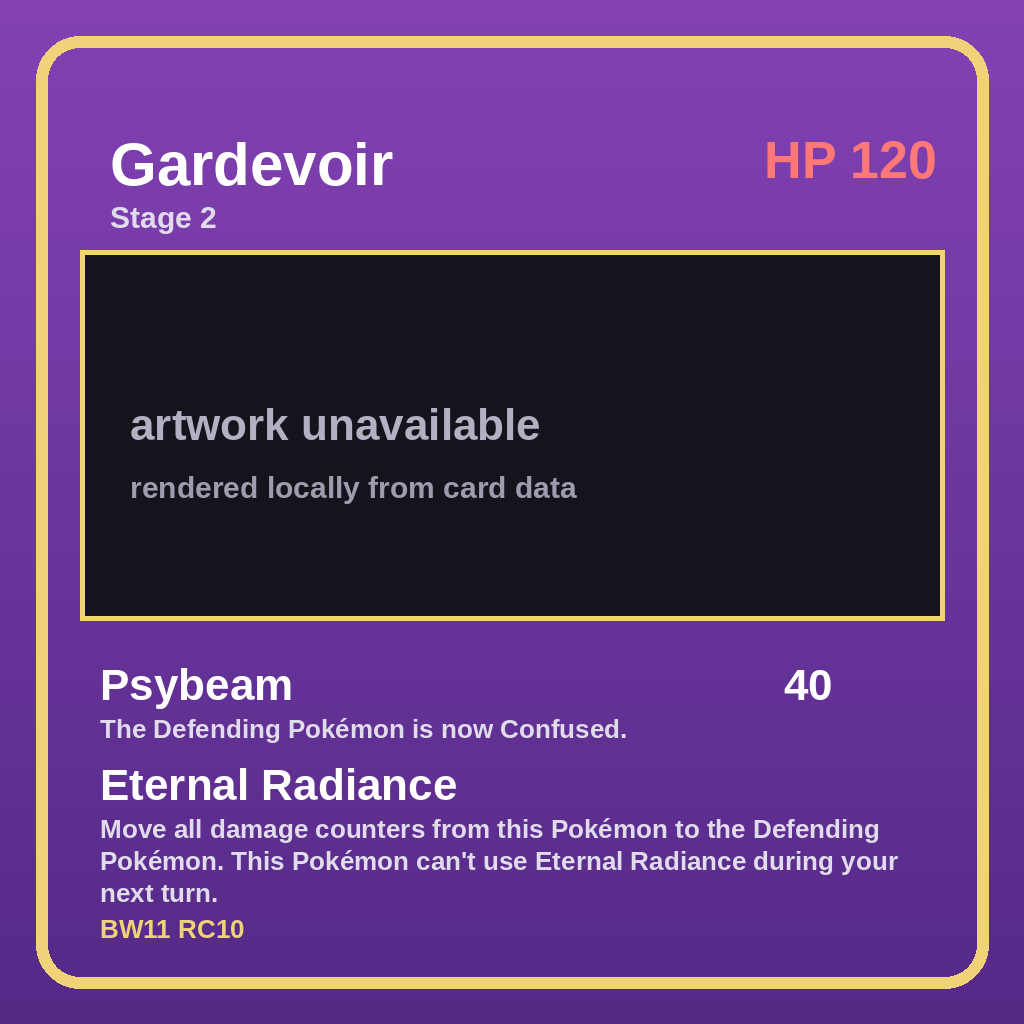 Gardevoir
HP 120
Stage 2
artwork unavailable
rendered locally from card data
Psybeam
40
The Defending Pokémon is now Confused.
Eternal Radiance
Move all damage counters from this Pokémon to the Defending
Pokémon. This Pokémon can't use Eternal Radiance during your
next turn.
BW11 RC10